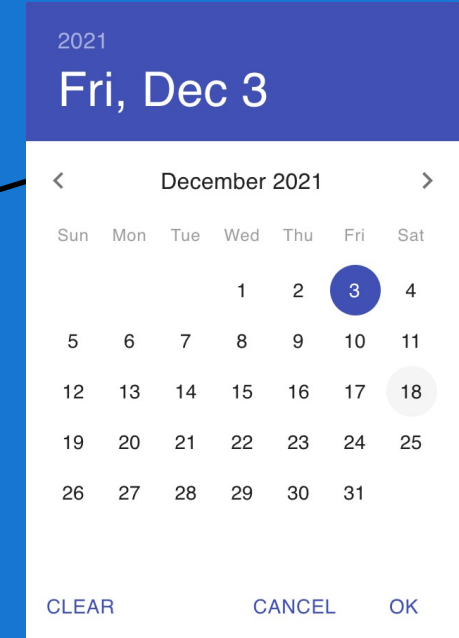 2021
Fri, Dec 3
December 2021
Sun Mon Tue Wed Thu Fri Sat
1 2 3 4
5 6 7 8 9 10 11
12 13 14 15 16 17 18
19 20 21 22 23 24 25
26 27 28 29 30 31
CLEAR CANCEL OK